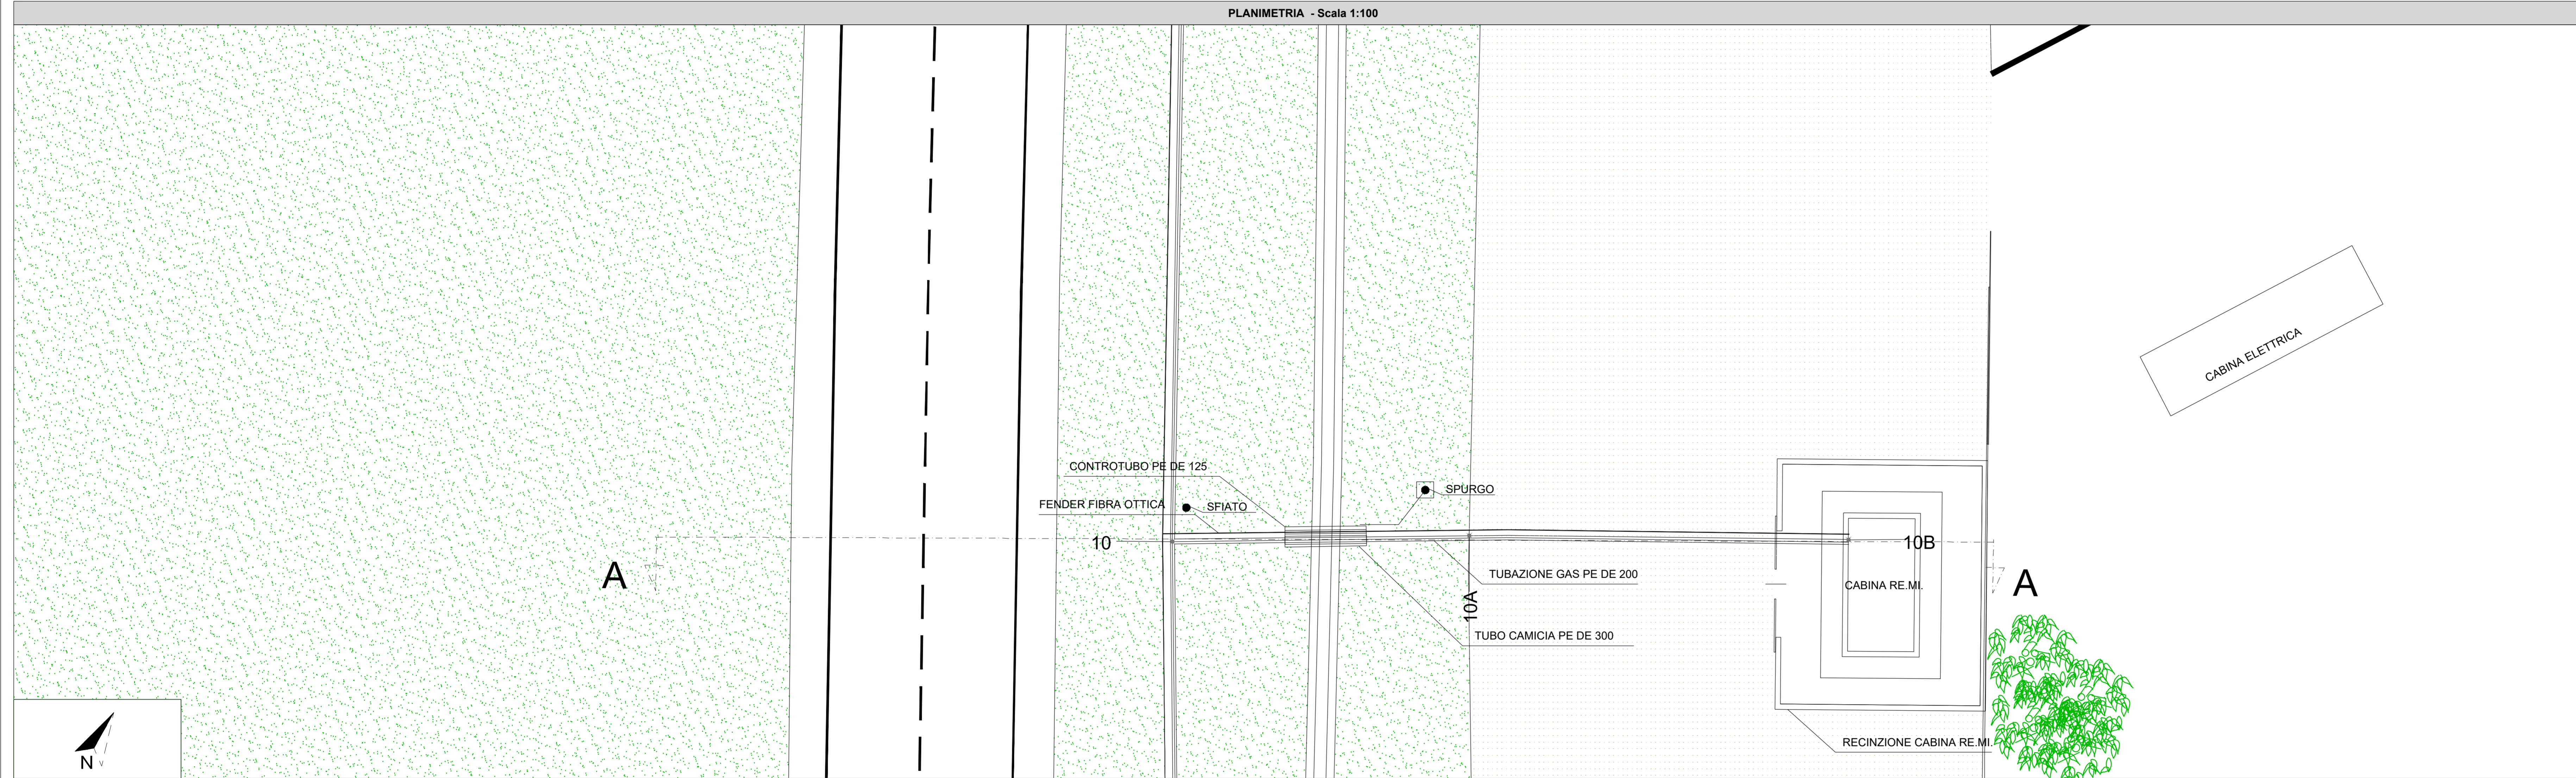 PLANIMETRIA - Scala 1:100
CABINA ELETTRICA
CONTROTUBO PE DE 125
SPURGO
FENDER FIBRA OTTICA
SFIATO
10
10B
A
TUBAZIONE GAS PE DE 200
CABINA RE.MI.
A
10A
TUBO CAMICIA PE DE 300
RECINZIONE CABINA RE.MI.
N